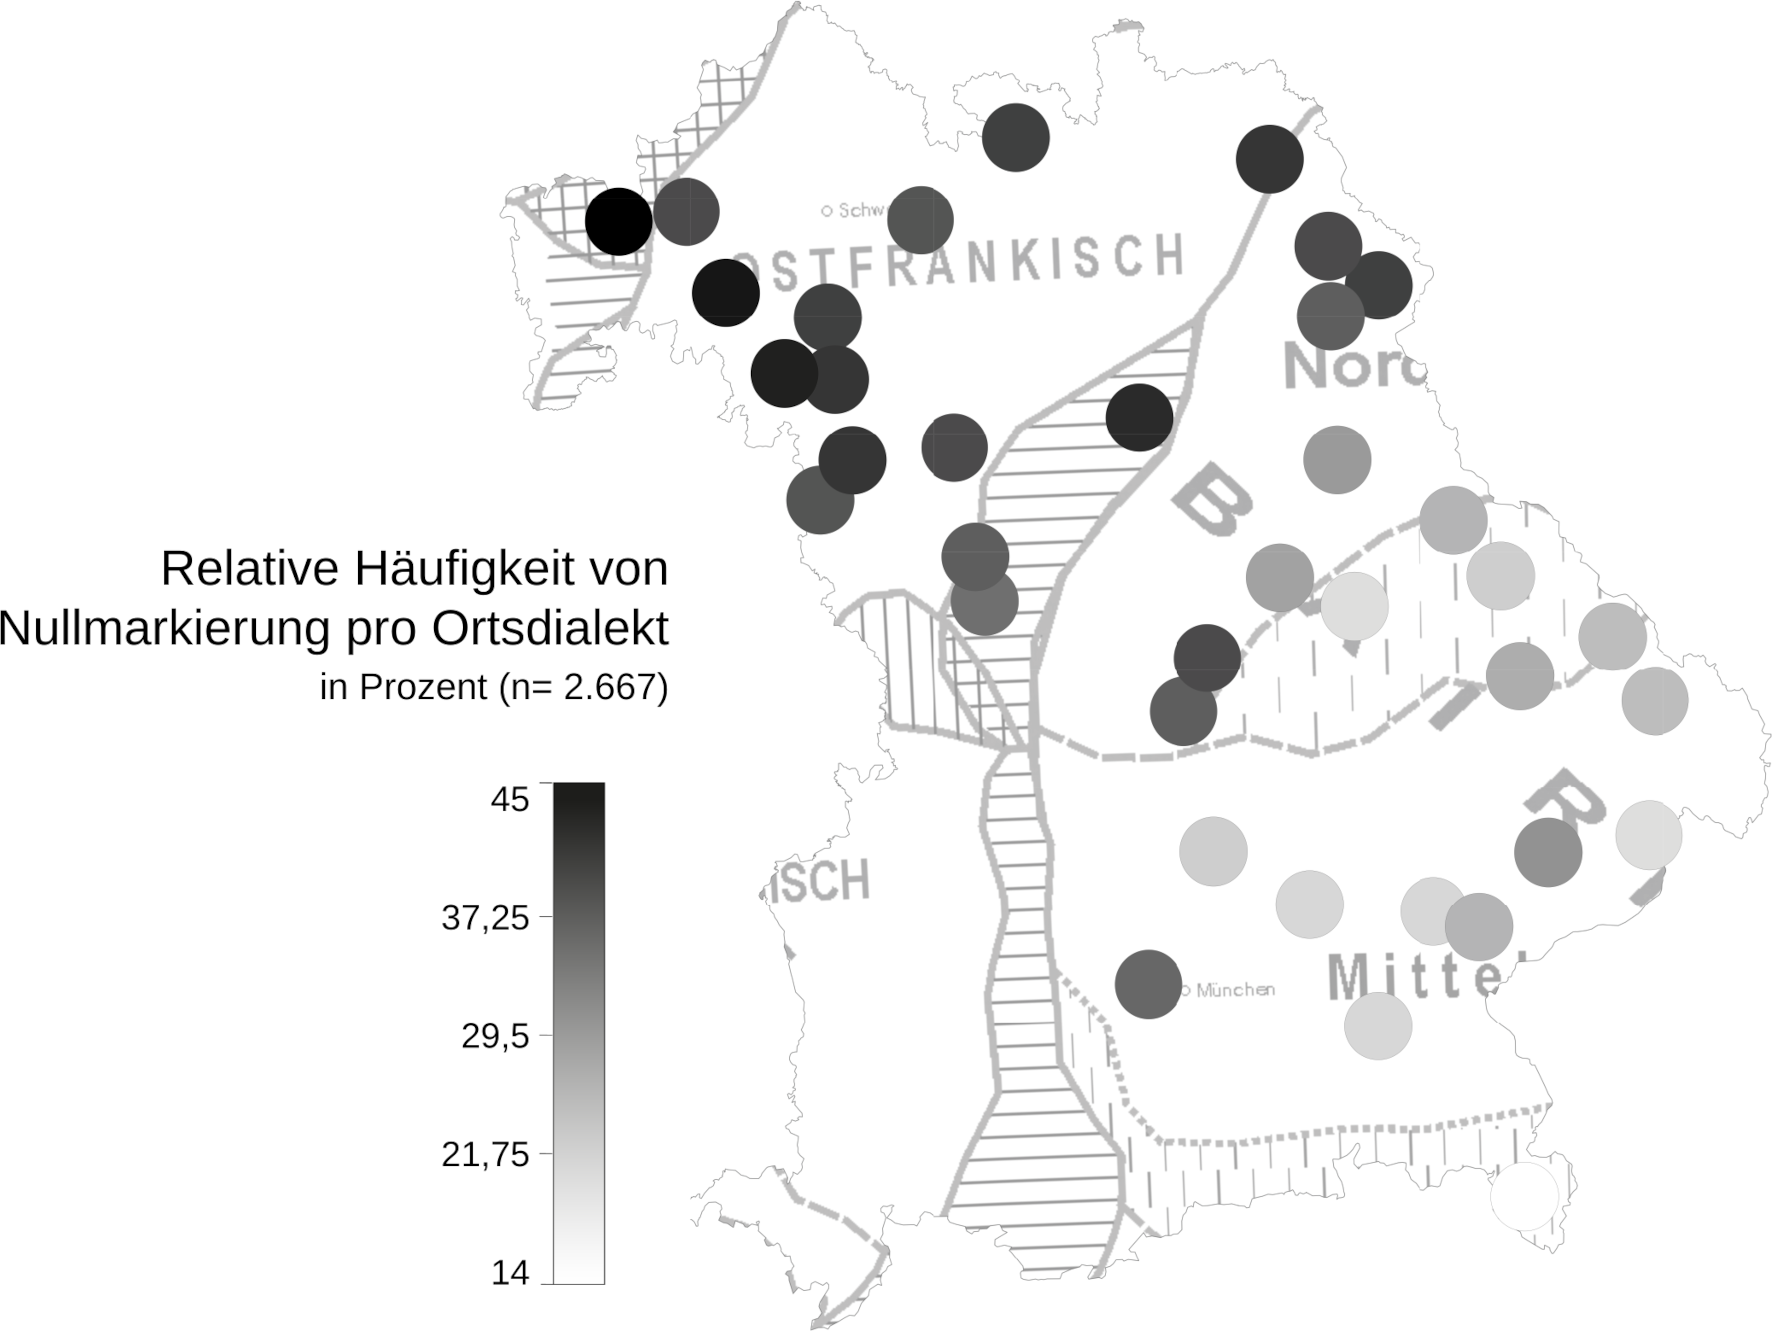 Schw
OSTFRÄNKISCH
Nord
B
Relative Häufigkeit von
Nullmarkierung pro Ortsdialekt
in Prozent (n= 2.667)
I
45
R
ISCH
37,25
Mittel
München
29,5
21,75
14